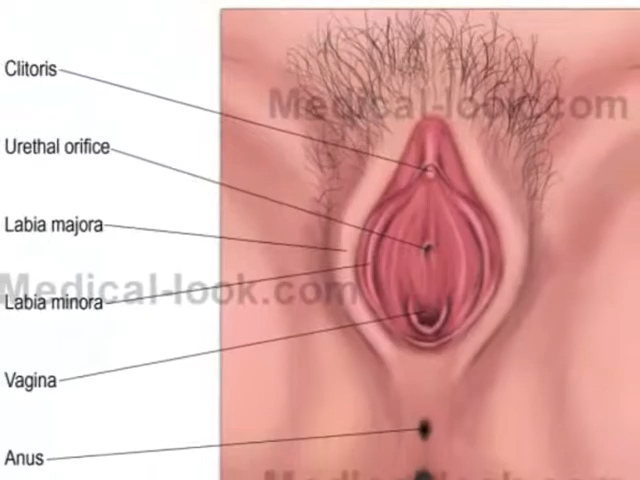 Medical-look.com
Clitoris
Urethal orifice
Labia majora
Medical-look.com
Labia minora
Vagina
Anus